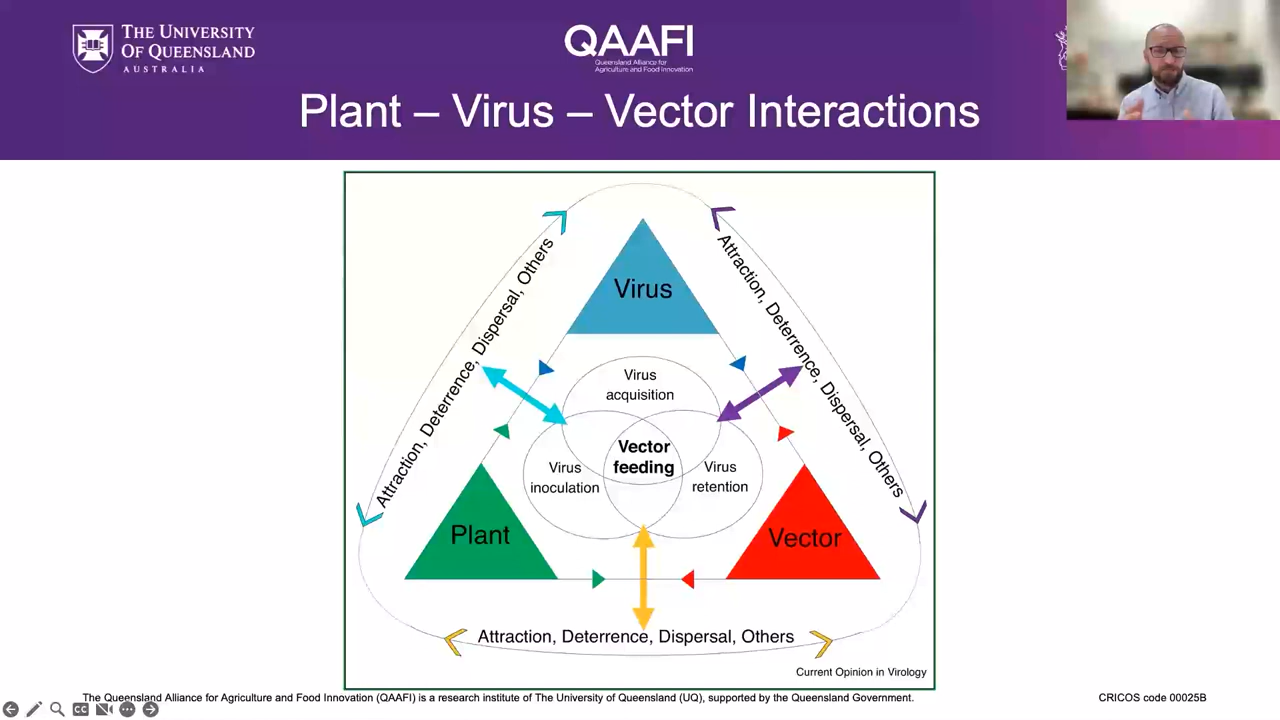 THE UNIVERSITY
OF QUEENSLAND
AUSTRALIA
QAAFI
Queensland Alliance for
Agriculture and Food Innovation
Plant – Virus – Vector Interactions
Attraction, Deterrence, Dispersal, Others
Attraction, Deterrence, Dispersal, Others
Virus
Virus
acquisition
Vector
feeding
Virus
inoculation
Virus
retention
Plant
Vector
Attraction, Deterrence, Dispersal, Others
Current Opinion in Virology
The Queensland Alliance for Agriculture and Food Innovation (QAAFI) is a research institute of The University of Queensland (UQ), supported by the Queensland Government.
CRICOS code 00025B
CC